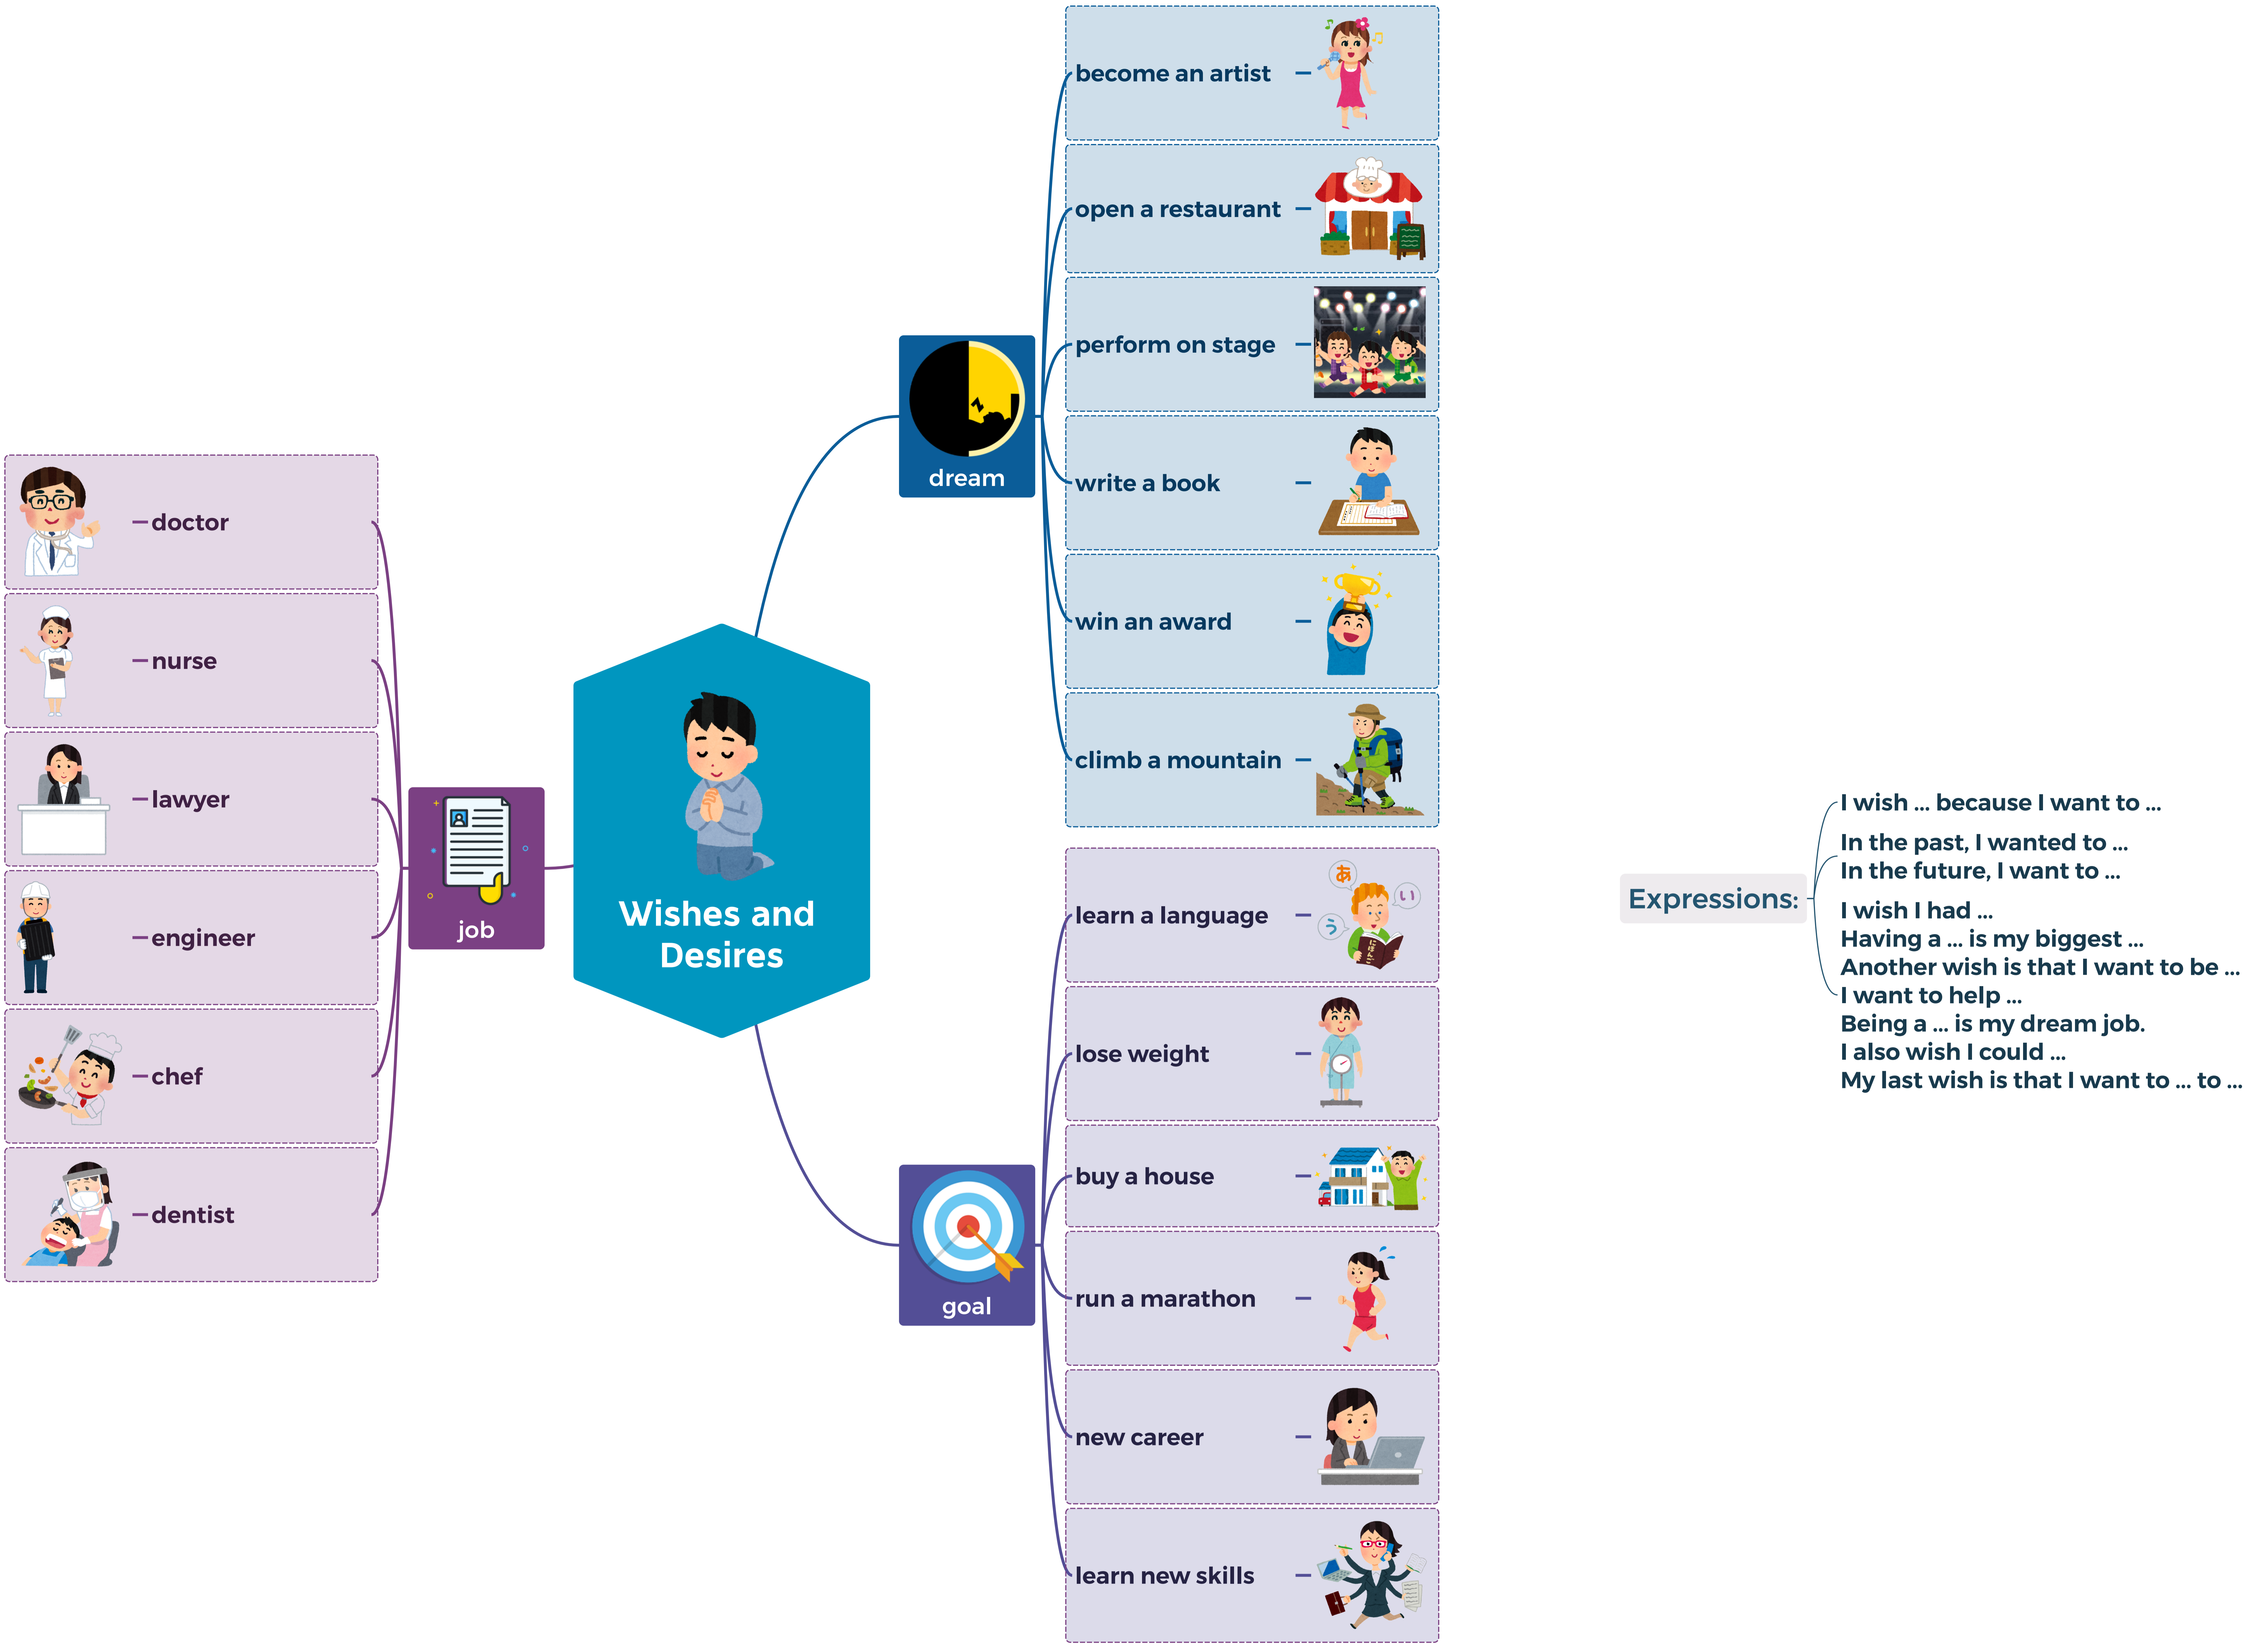 Wishes and
Desires
dream
become an artist
open a restaurant
perform on stage
write a book
win an award
climb a mountain
goal
learn a language
あ
い
う
にほんご
lose weight
buy a house
run a marathon
new career
learn new skills
job
doctor
nurse
lawyer
engineer
chef
dentist
Expressions:
I wish ... because I want to ...
In the past, I wanted to ...
In the future, I want to ...
I wish I had ...
Having a ... is my biggest ...
Another wish is that I want to be ...
I want to help ...
Being a ... is my dream job.
I also wish I could ...
My last wish is that I want to ... to ...